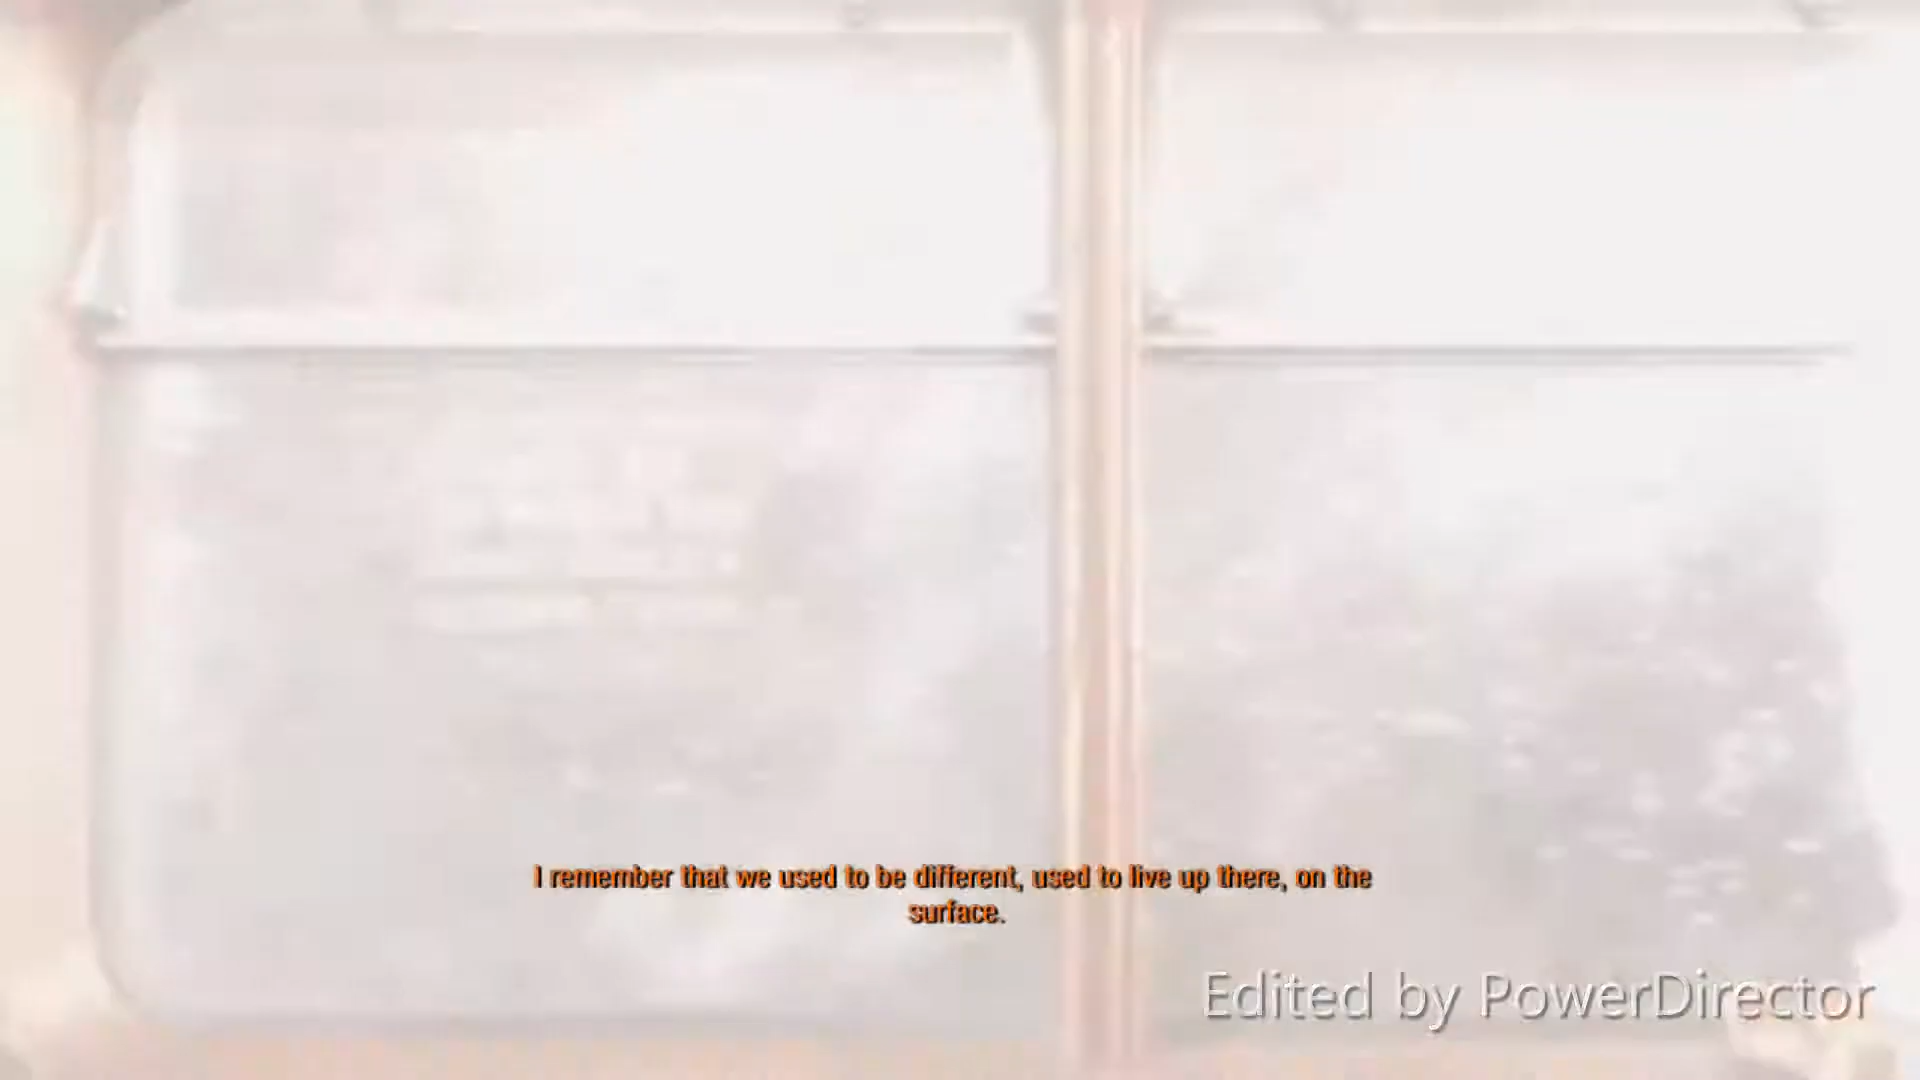 I remember that we used to be different, used to live up there, on the
surface.
Edited by PowerDirector